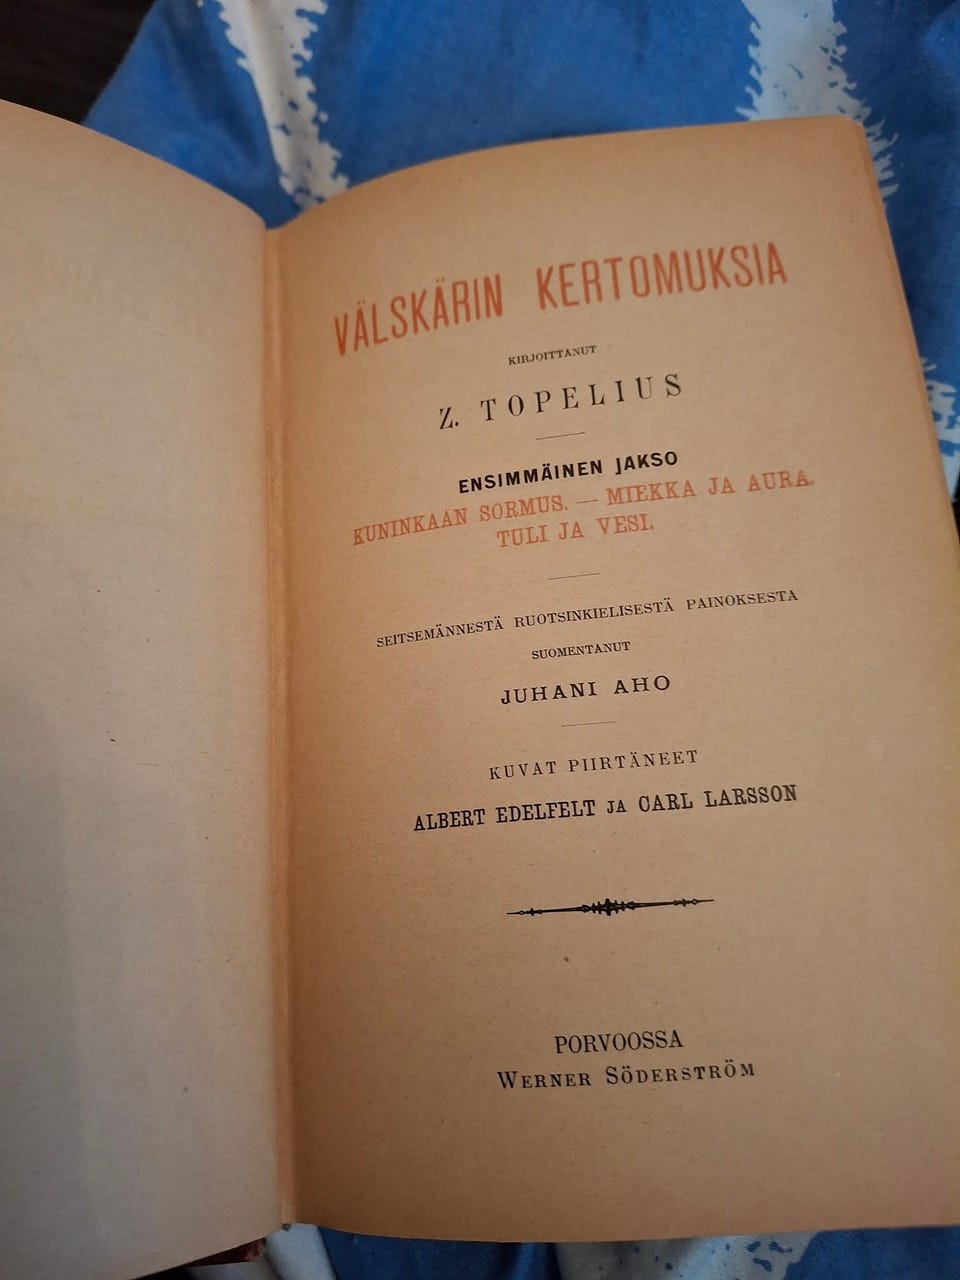 VÄLSKÄRIN KERTOMUKSIA
KIRJOITTANUT
Z. TOPELIUS
ENSIMMÄINEN JAKSO
KUNINKAAN SORMUS. — MIEKKA JA AURA.
TULI JA VESI.
SEITSEMÄNNESTÄ RUOTSINKIELISESTÄ PAINOKSESTA
SUOMENTANUT
JUHANI AHO
KUVAT PIIRTÄNEET
ALBERT EDELFELT JA CARL LARSSON
PORVOOSSA
WERNER SÖDERSTRÖM